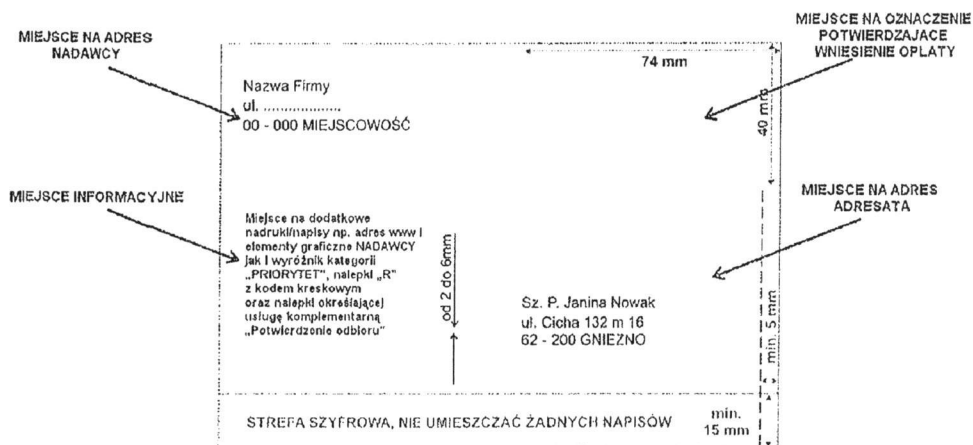 MIEJSCE NA ADRES
NADAWCY
MIEJSCE NA OZNACZENIE
POTWIERDZAJACE
WNIESIENIE OPLATY
74 mm
40 mm
Nazwa Firmy
ul. ....................
00 - 000 MIEJSCOWOŚĆ
MIEJSCE INFORMACYJNE
MIEJSCE NA ADRES
ADRESATA
Miejsce na dodatkowe
nadruki/napisy np. adres www i
elementy graficzne NADAWCY
jak i wyróżnik kategorii
„PRIORYTET", nalepki „R"
z kodem kreskowym
oraz nalepki określającej
usługę komplementarną
„Potwierdzenie odbioru"
od 2 do 6mm
Sz. P. Janina Nowak
ul. Cicha 132 m 16
62 - 200 GNIEZNO
min. 5 mm
STREFA SZYFROWA, NIE UMIESZCZAĆ ŻADNYCH NAPISÓW
min.
15 mm